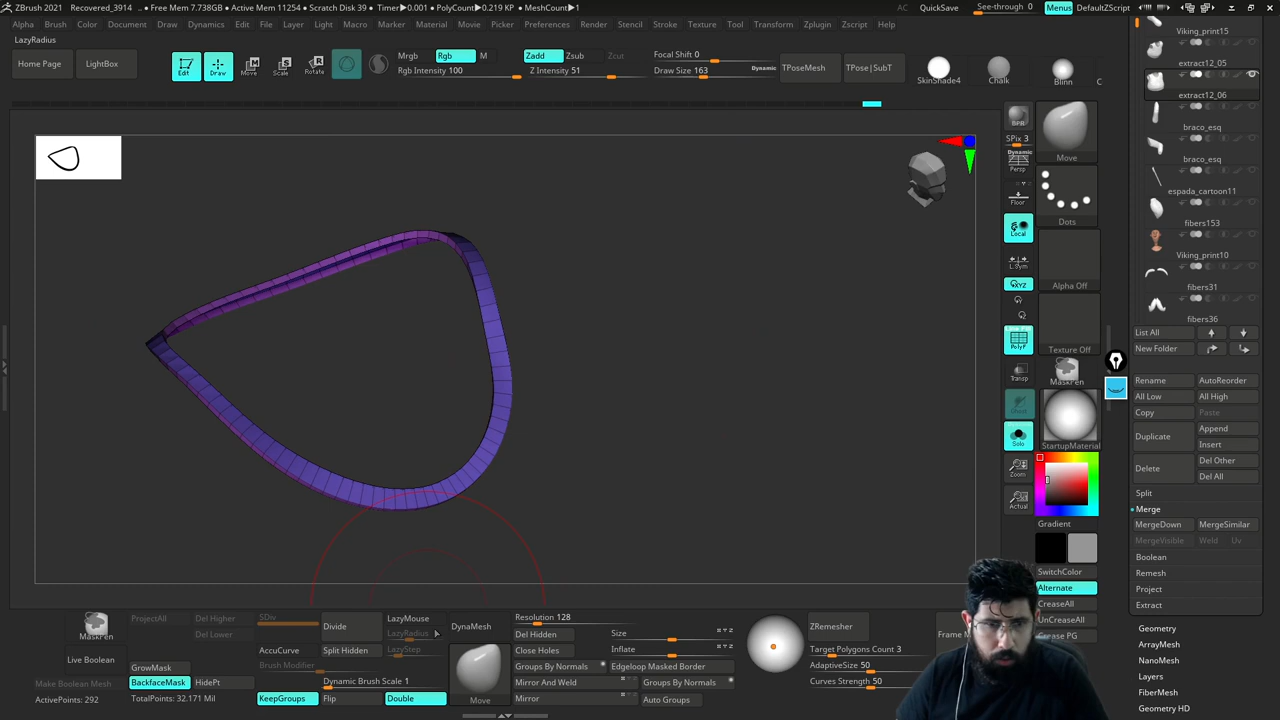 ZBrush 2021 Recovered_3914 • Free Mem 7.738GB • Active Mem 11254 • Scratch Disk 39 • Timer▶0.001 • PolyCount▶0.219 KP • MeshCount▶1
AC QuickSave See-through 0 Menus DefaultZScript
Alpha Brush Color Document Draw Dynamics Edit File Layer Light Macro Marker Material Movie Picker Preferences Render Stencil Stroke Texture Tool Transform Zplugin Zscript Help
LazyRadius
Home Page LightBox Edit Draw Move Scale Rotate
Mrgb Rgb M
Rgb Intensity 100
Zadd Zsub Zcut
Z Intensity 51
Focal Shift 0
Draw Size 163 Dynamic
TPoseMesh TPose|SubT
SkinShade4 Chalk Blinn C
BPR
SPix 3
Dynamic
Persp
Floor
Local
L.Sym
XYZ
PolyF
Transp
Ghost
Solo
Zoom
Actual
Move
Dots
Alpha Off
Texture Off
MaskPen
StartupMaterial
Gradient
SwitchColor
Alternate
CreaseAll
UnCreaseAll
Crease PG
Viking_print15
extract12_05
extract12_06
braco_esq
braco_esq
espada_cartoon11
fibers153
Viking_print10
fibers31
fibers36
List All
New Folder
Rename AutoReorder
All Low All High
Copy Paste
Duplicate Append
Insert
Delete Del Other
Del All
Split
Merge
MergeDown MergeSimilar
MergeVisible Weld Uv
Boolean
Remesh
Project
Extract
Geometry
ArrayMesh
NanoMesh
Layers
FiberMesh
Geometry HD
MaskPen
Live Boolean
Make Boolean Mesh
ActivePoints: 292
ProjectAll Del Higher
Del Lower
GrowMask
BackfaceMask HidePt
TotalPoints: 32.171 Mil
SDiv Divide
AccuCurve Split Hidden
Brush Modifier
Dynamic Brush Scale 1
KeepGroups Flip Double
LazyMouse
LazyRadius
LazyStep
DynaMesh
Move
Resolution 128
Del Hidden
Close Holes
Groups By Normals
Mirror And Weld
Mirror
Size
Inflate
Edgeloop Masked Border
Groups By Normals
Auto Groups
ZRemesher
Target Polygons Count 3
AdaptiveSize 50
Curves Strength 50
Frame M